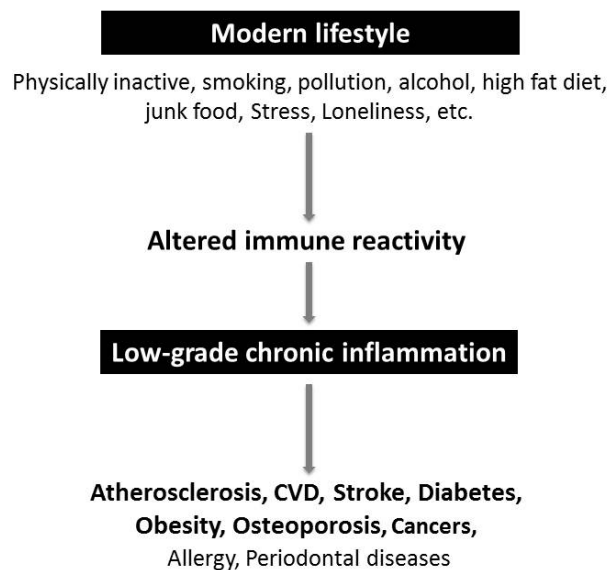 Modern lifestyle
Physically inactive, smoking, pollution, alcohol, high fat diet,
junk food, Stress, Loneliness, etc.
Altered immune reactivity
Low-grade chronic inflammation
Atherosclerosis, CVD, Stroke, Diabetes,
Obesity, Osteoporosis, Cancers,
Allergy, Periodontal diseases